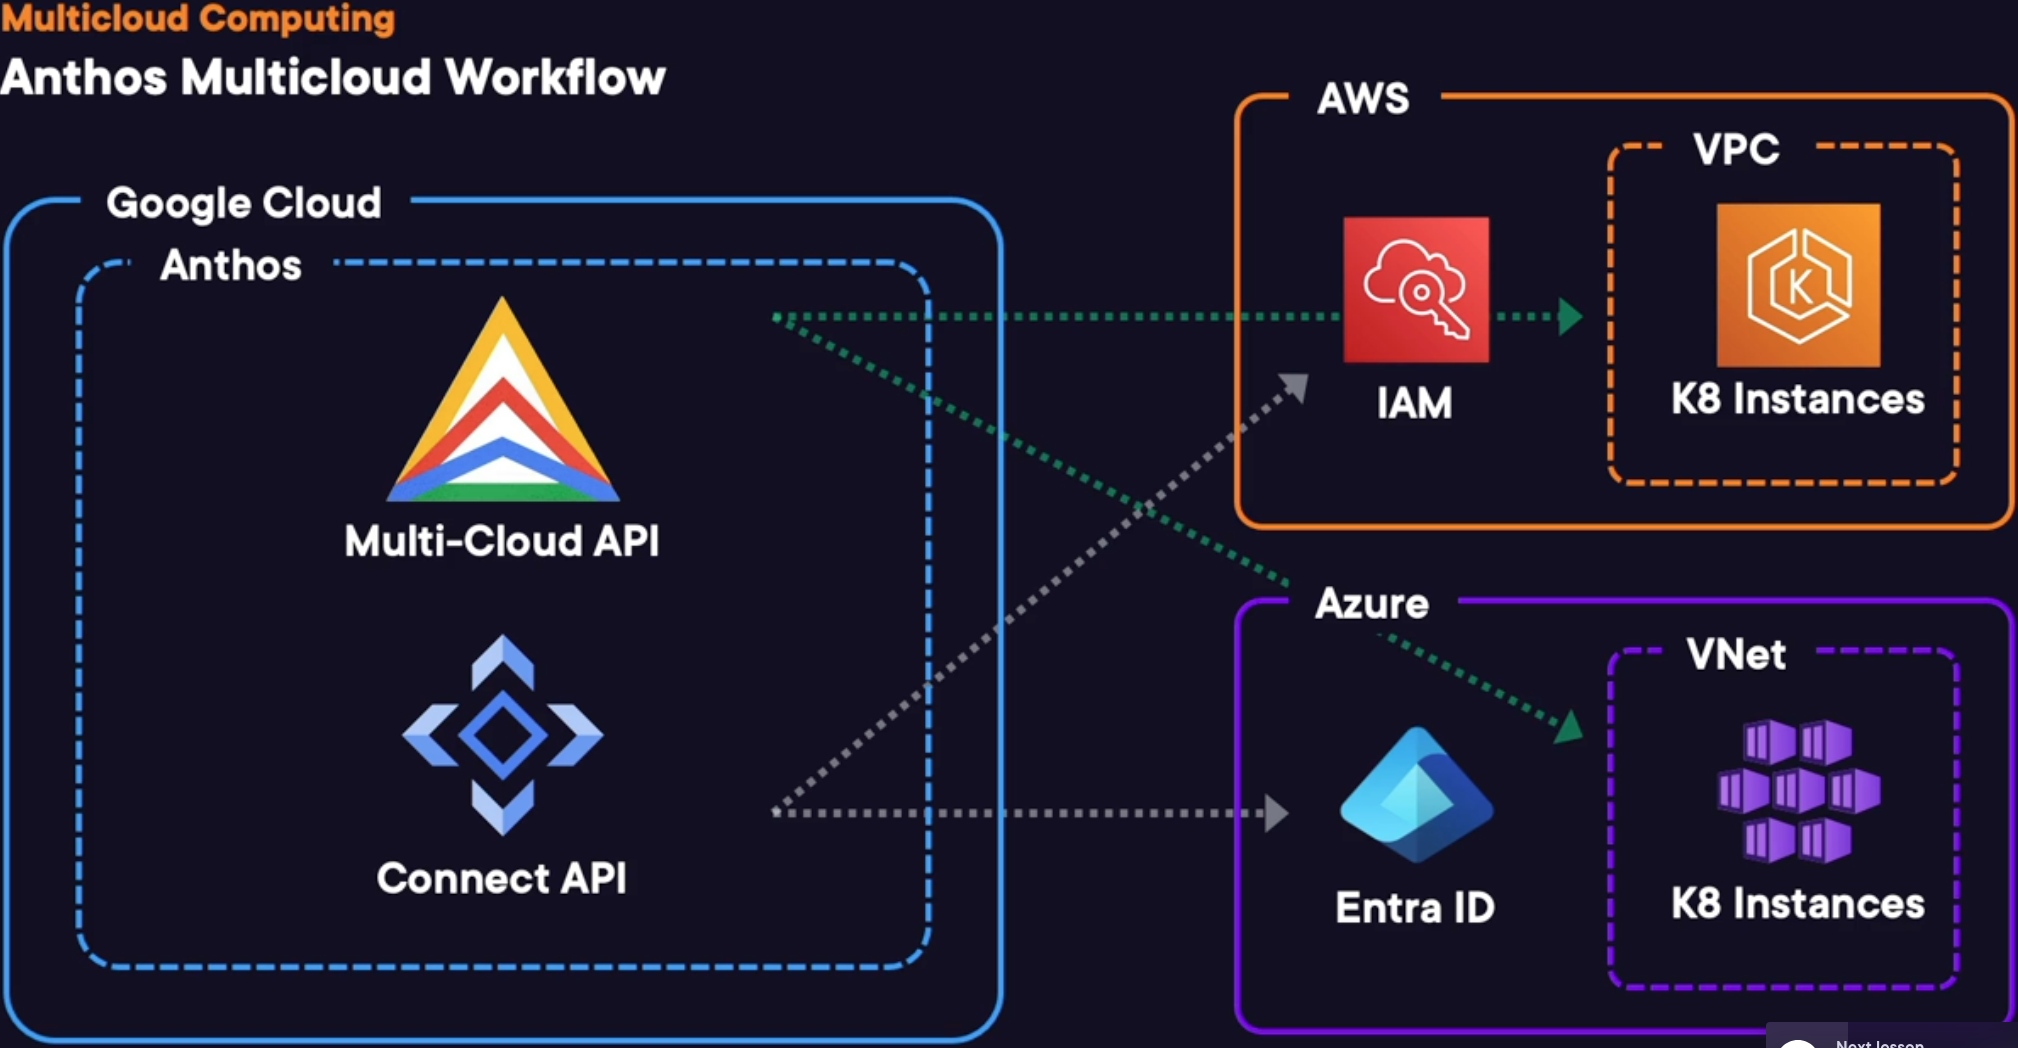 Multicloud Computing
Anthos Multicloud Workflow
Google Cloud
Anthos
Multi-Cloud API
Connect API
AWS
VPC
K
IAM
K8 Instances
Azure
VNet
Entra ID
K8 Instances
Next lesson